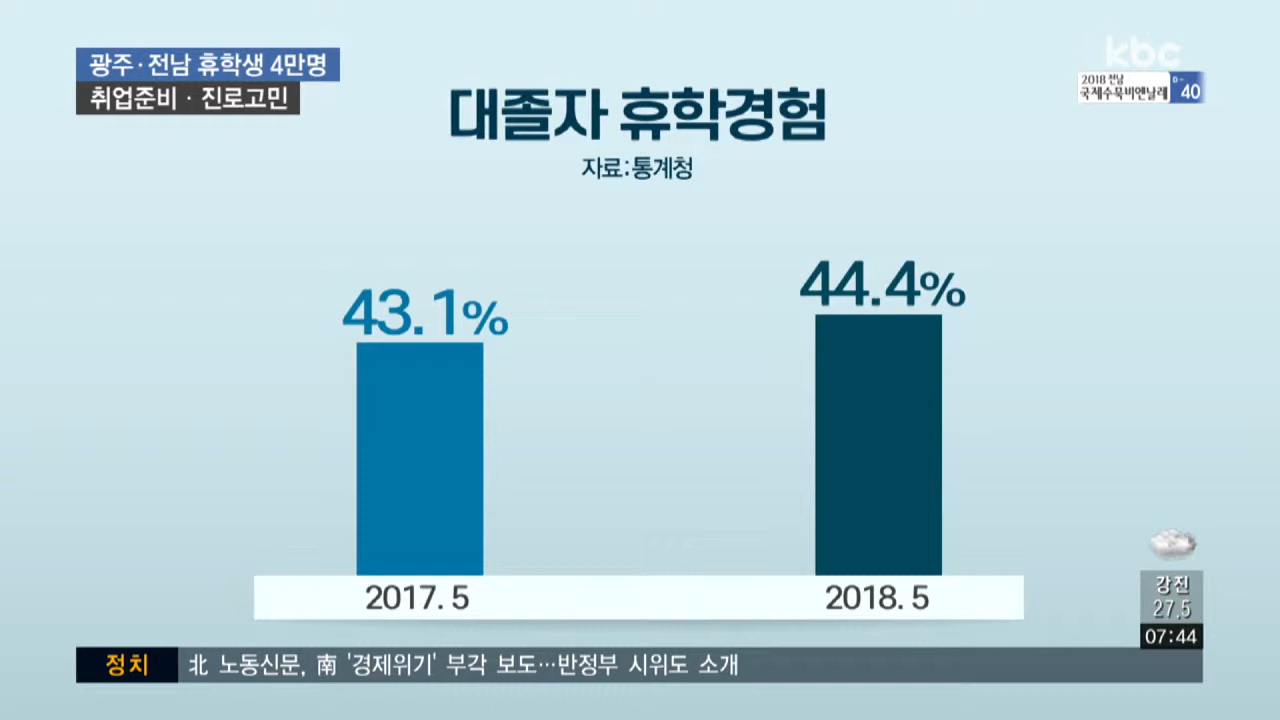 광주·전남 휴학생 4만명
취업준비·진로고민
kbc
2018 전남
국제수묵비엔날레
D-40
대졸자 휴학경험
자료:통계청
43.1%
44.4%
2017.5
2018.5
강진
27.5
07:44
정치
北 노동신문, 南 '경제위기' 부각 보도…반정부 시위도 소개